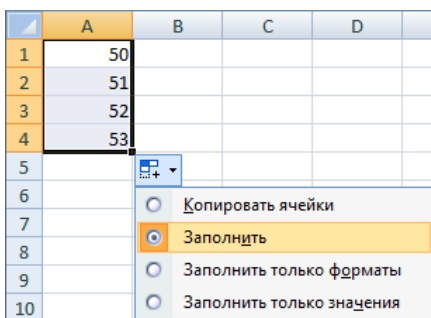 A B C D
1 50
2 51
3 52
4 53
5
6 Копировать ячейки
7
8 Заполнить
9 Заполнить только форматы
10 Заполнить только значения